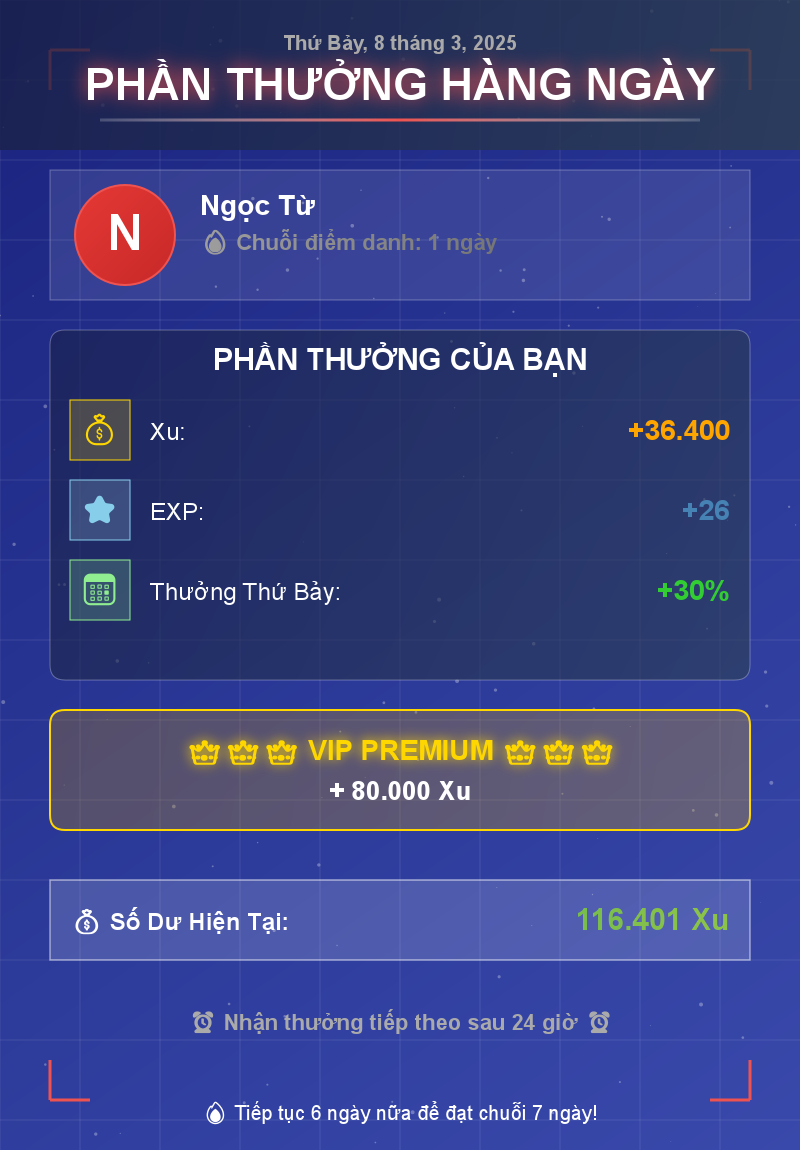 Thứ Bảy, 8 tháng 3, 2025
PHẦN THƯỞNG HÀNG NGÀY
N
Ngọc Từ
Chuỗi điểm danh: 1 ngày
PHẦN THƯỞNG CỦA BẠN
Xu: +36.400
EXP: +26
Thưởng Thứ Bảy: +30%
VIP PREMIUM
+ 80.000 Xu
Số Dư Hiện Tại: 116.401 Xu
Nhận thưởng tiếp theo sau 24 giờ
Tiếp tục 6 ngày nữa để đạt chuỗi 7 ngày!